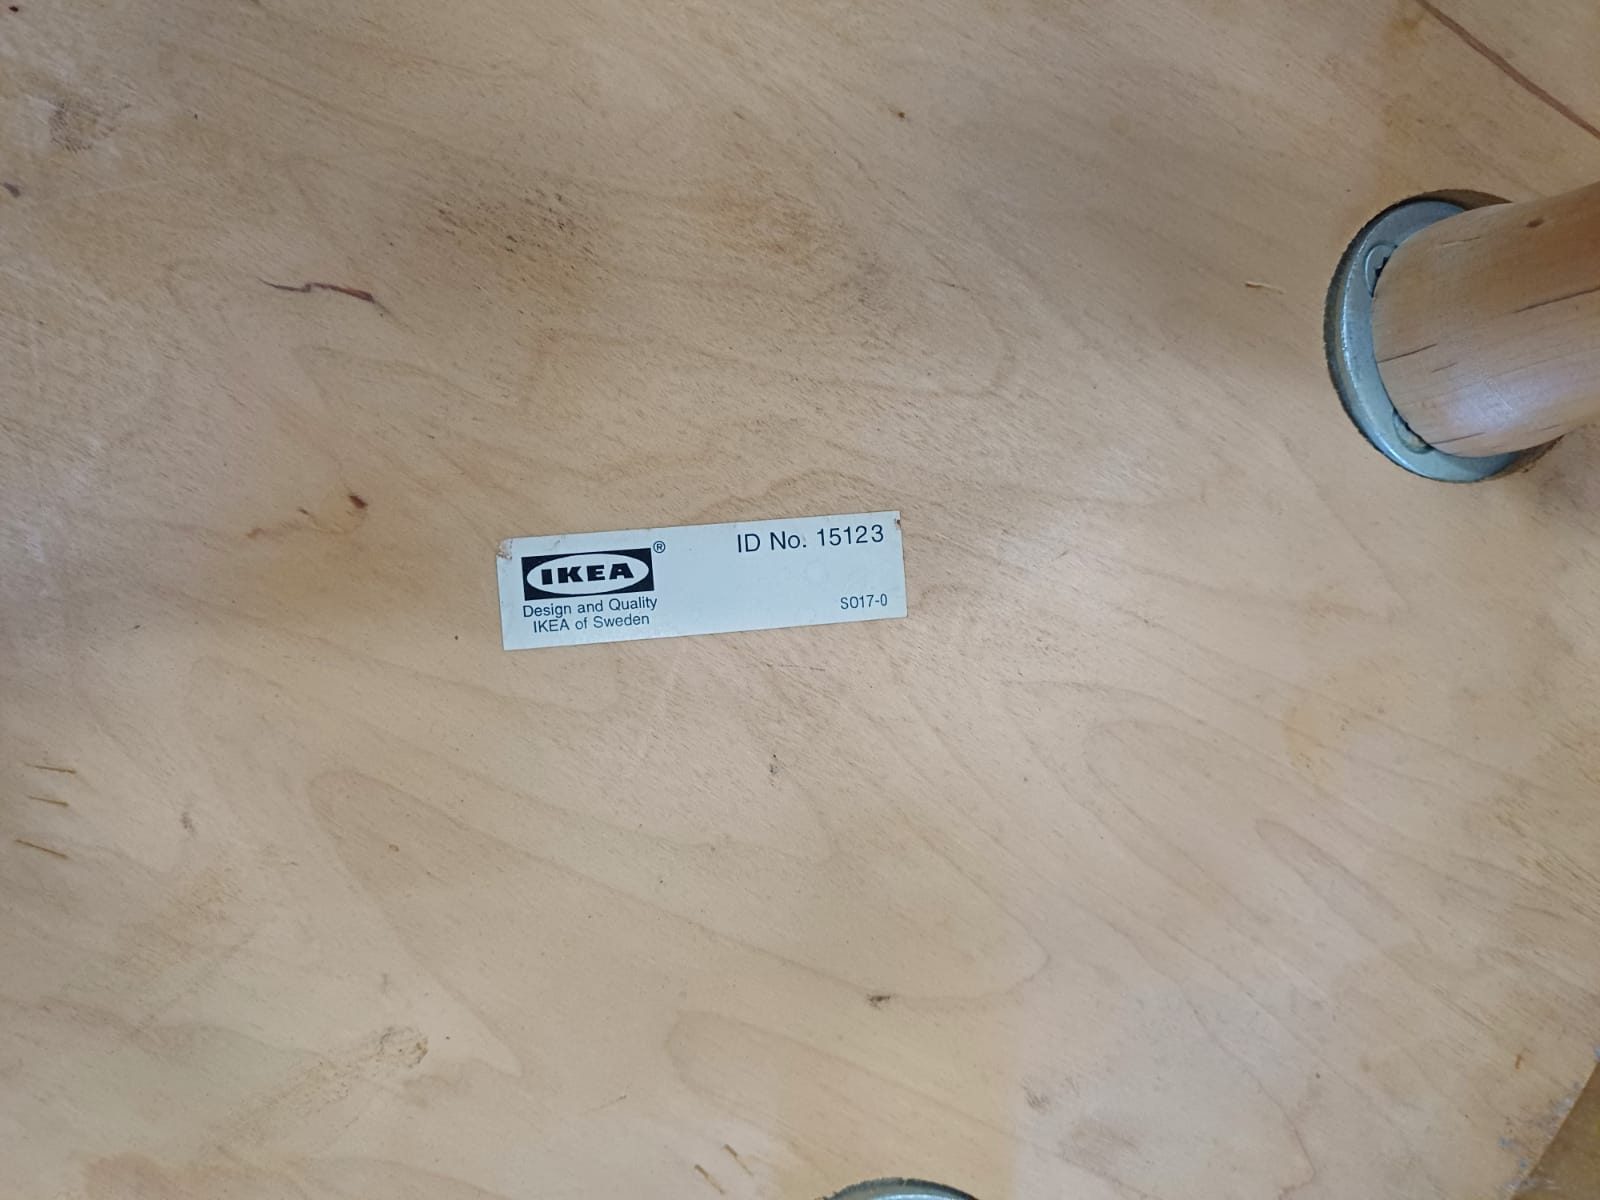 IKEA®
Design and Quality
IKEA of Sweden
ID No. 15123
S017-0